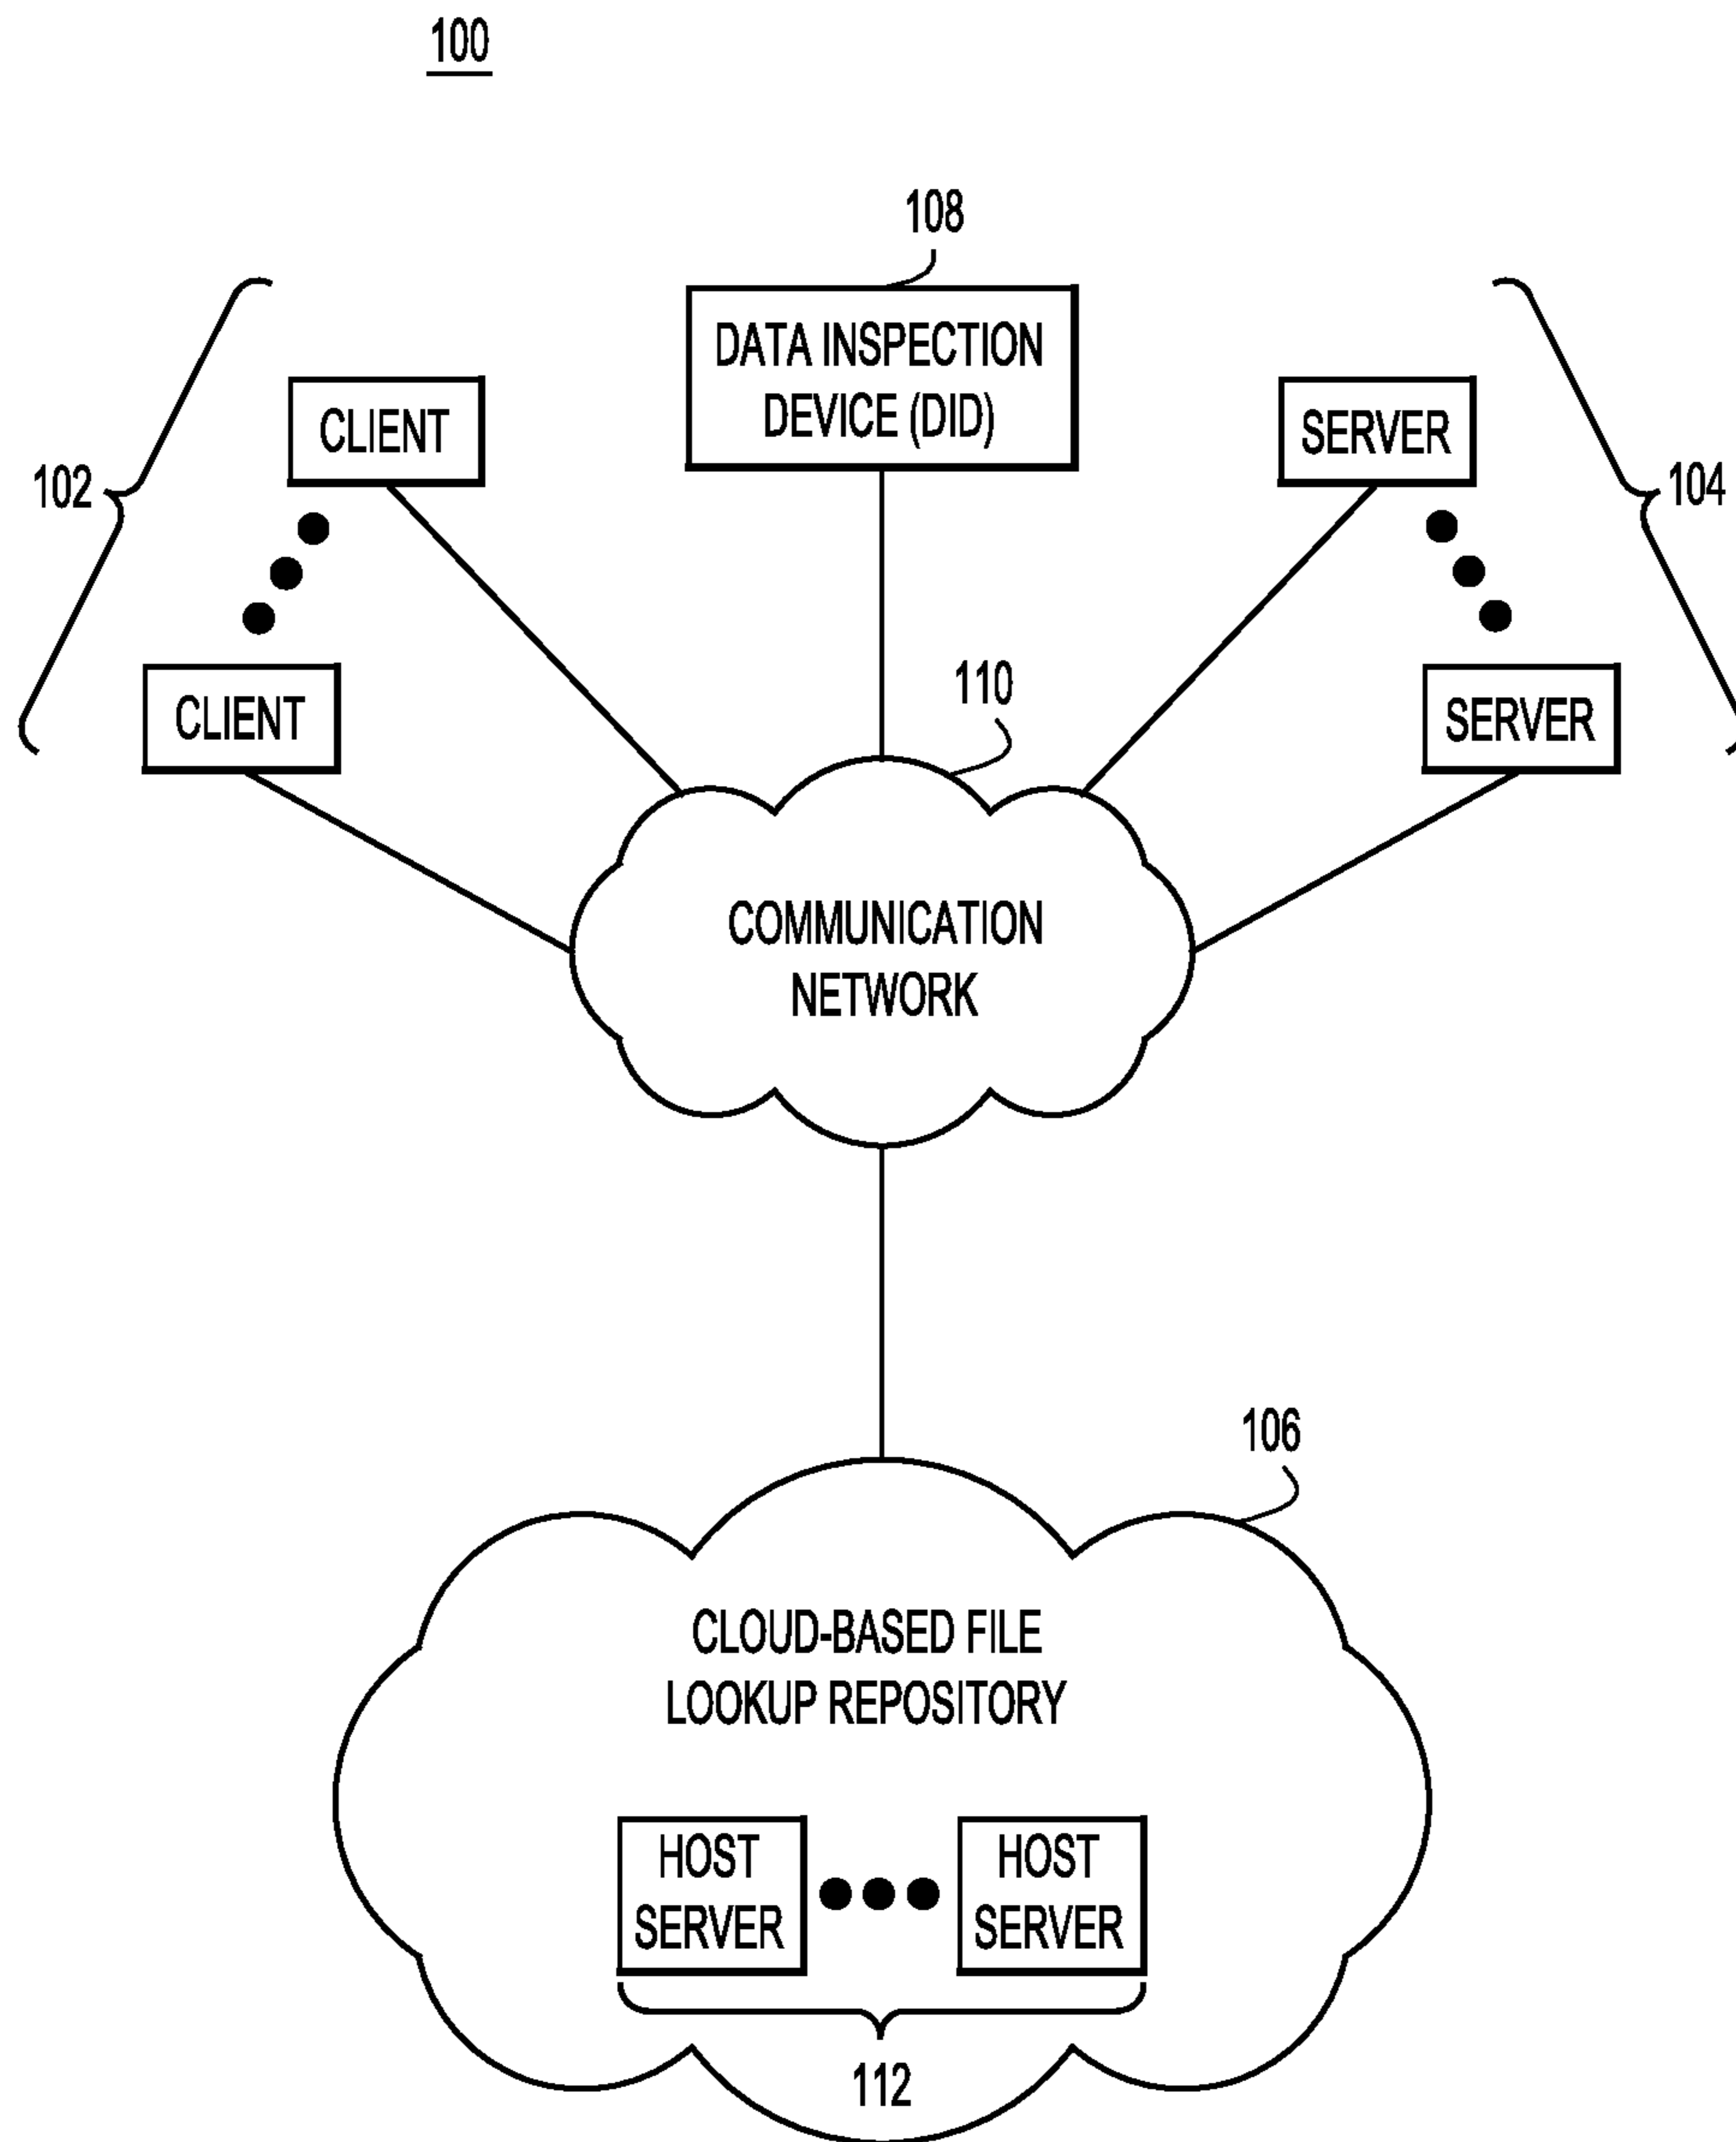 100
108
DATA INSPECTION
DEVICE (DID)
CLIENT
SERVER
102
104
CLIENT
SERVER
110
COMMUNICATION
NETWORK
106
CLOUD-BASED FILE
LOOKUP REPOSITORY
HOST
SERVER
HOST
SERVER
112